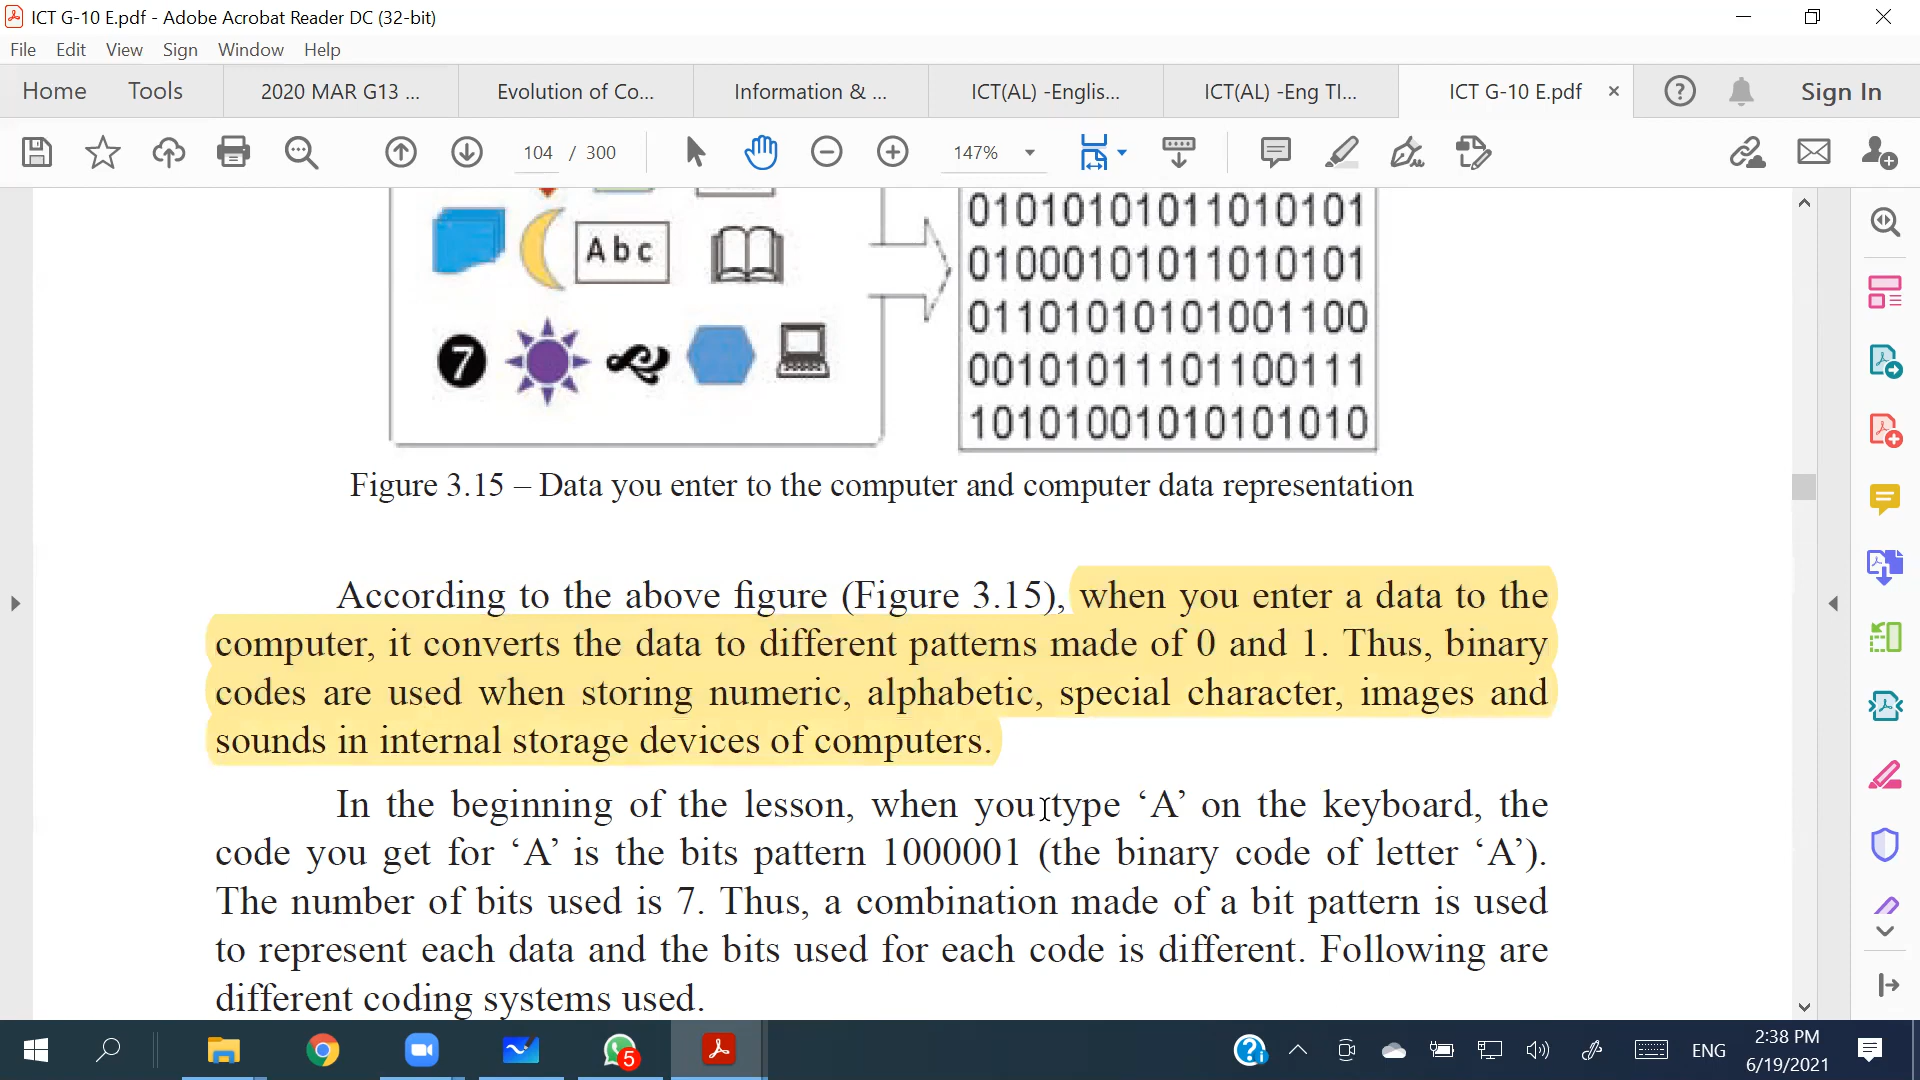 ICT G-10 E.pdf - Adobe Acrobat Reader DC (32-bit)
File Edit View Sign Window Help
Home Tools 2020 MAR G13 ... Evolution of Co... Information & ... ICT(AL) -Englis... ICT(AL) -Eng TI... ICT G-10 E.pdf × Sign In
104 / 300 147%
0101010101101010​1
0100010101101010​1
0110101010100110​0
0010101110110011​1
1010100101010101​0
Abc
7
Figure 3.15 – Data you enter to the computer and computer data representation
According to the above figure (Figure 3.15), when you enter a data to the
computer, it converts the data to different patterns made of 0 and 1. Thus, binary
codes are used when storing numeric, alphabetic, special character, images and
sounds in internal storage devices of computers.
In the beginning of the lesson, when you type ‘A’ on the keyboard, the
code you get for ‘A’ is the bits pattern 1000001 (the binary code of letter ‘A’).
The number of bits used is 7. Thus, a combination made of a bit pattern is used
to represent each data and the bits used for each code is different. Following are
different coding systems used.
5
ENG
2:38 PM
6/19/2021